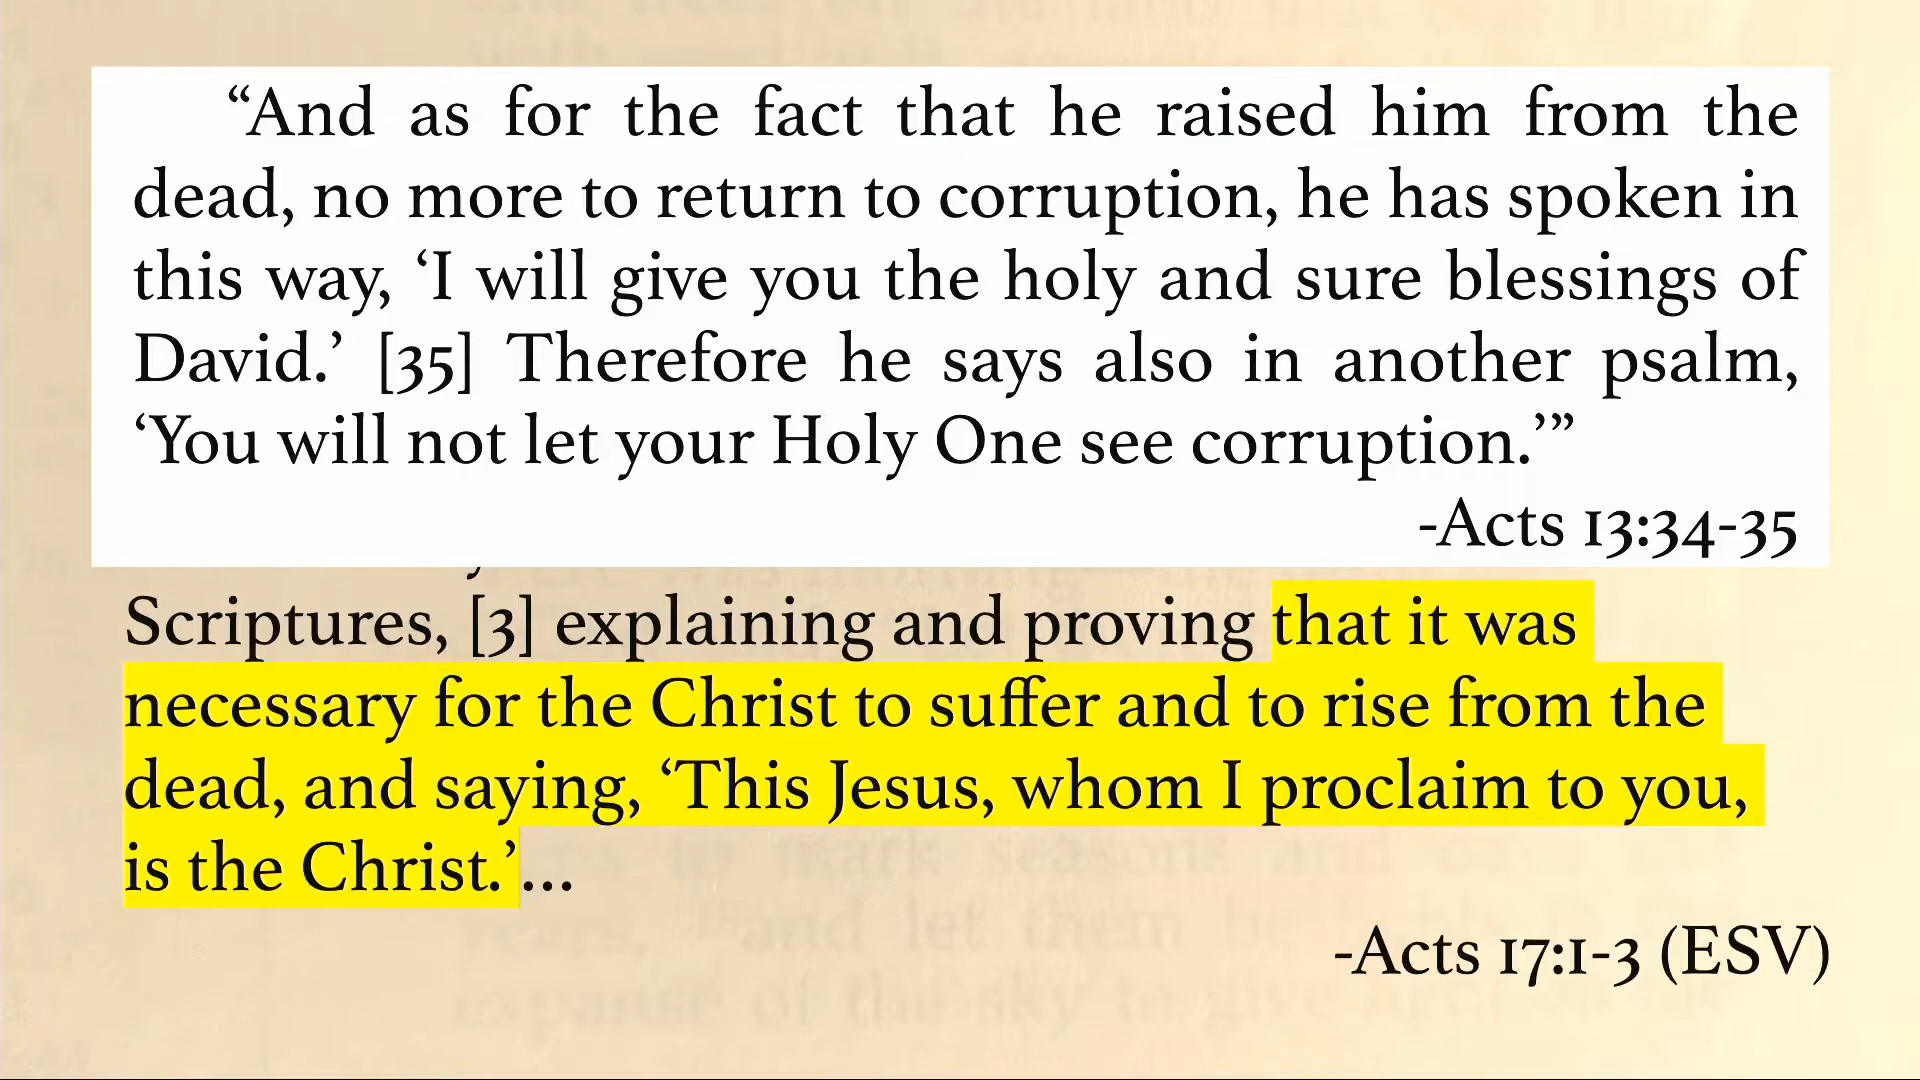 “And as for the fact that he raised him from the
dead, no more to return to corruption, he has spoken in
this way, ‘I will give you the holy and sure blessings of
David.’ [35] Therefore he says also in another psalm,
‘You will not let your Holy One see corruption.’”
-Acts 13:34-35
Scriptures, [3] explaining and proving that it was
necessary for the Christ to suffer and to rise from the
dead, and saying, ‘This Jesus, whom I proclaim to you,
is the Christ.’...
-Acts 17:1-3 (ESV)